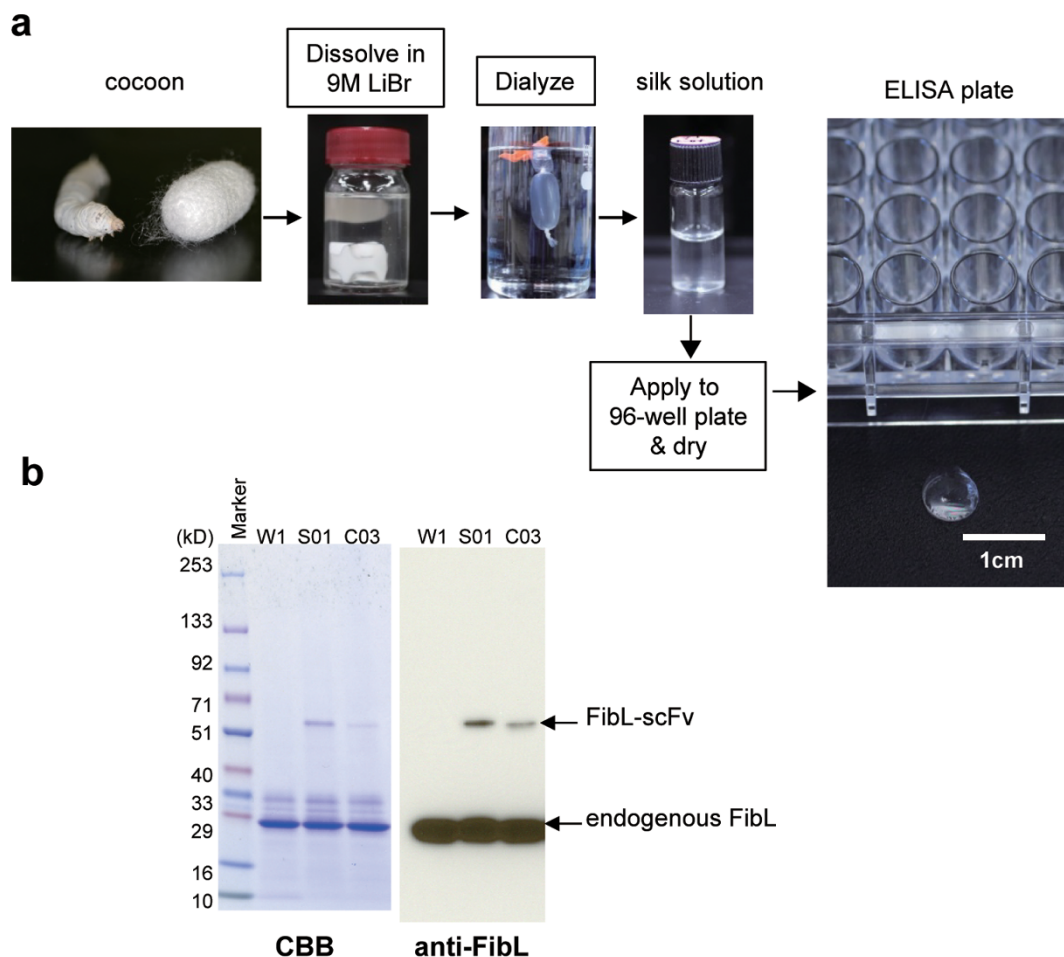 a
cocoon
Dissolve in
9M LiBr
Dialyze
silk solution
ELISA plate
Apply to
96-well plate
& dry
1cm
b
(kD)
Marker
W1 S01 C03
W1 S01 C03
253
133
92
71
51
40
33
29
16
10
FibL-scFv
endogenous FibL
CBB
anti-FibL